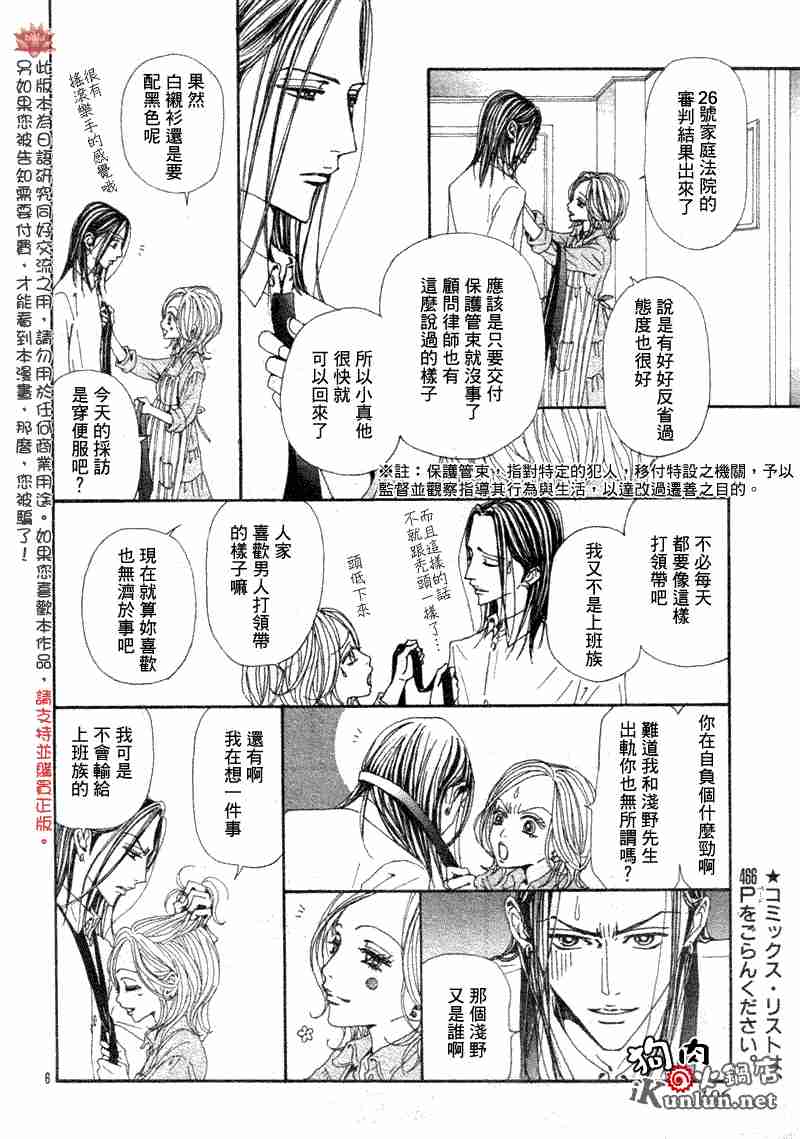 26號家庭法院的
審判結果出來了
說是有好好反省過
態度也很好
應該是只要交付
保護管束就沒事了
顧問律師也有
這麼說過的樣子
所以小真他
很快就
可以回來了
果然
白襯衫還是要
配黑色呢
很有
搖滾樂手的感覺哦
今天的採訪
是穿便服吧？
※註：保護管束，指對特定的犯人，移付特設之機關，予以
監督並觀察指導其行為與生活，以達改過遷善之目的。
不必每天
都要像這樣
打領帶吧
我又不是上班族
而且這樣的話
不就跟禿頭一樣了…
頭低下來
人家
喜歡男人打領帶
的樣子嘛
現在就算妳喜歡
也無濟於事吧
你在自負個什麼勁啊
難道我和淺野先生
出軌你也無所謂嗎？
還有啊
我在想一件事
我可是
不會輸給
上班族的
那個淺野
又是誰啊
★コミックス・リストは
466Pをごらんください。
此版本為日語研究同好交流之用，請勿用於任何商業用途。如果您喜歡本作品，請支持並購買正版。
另如果您被告知需要付費，才能看到本漫畫，那麼，您被騙了！
6
狗肉火鍋店
iKunlun.net